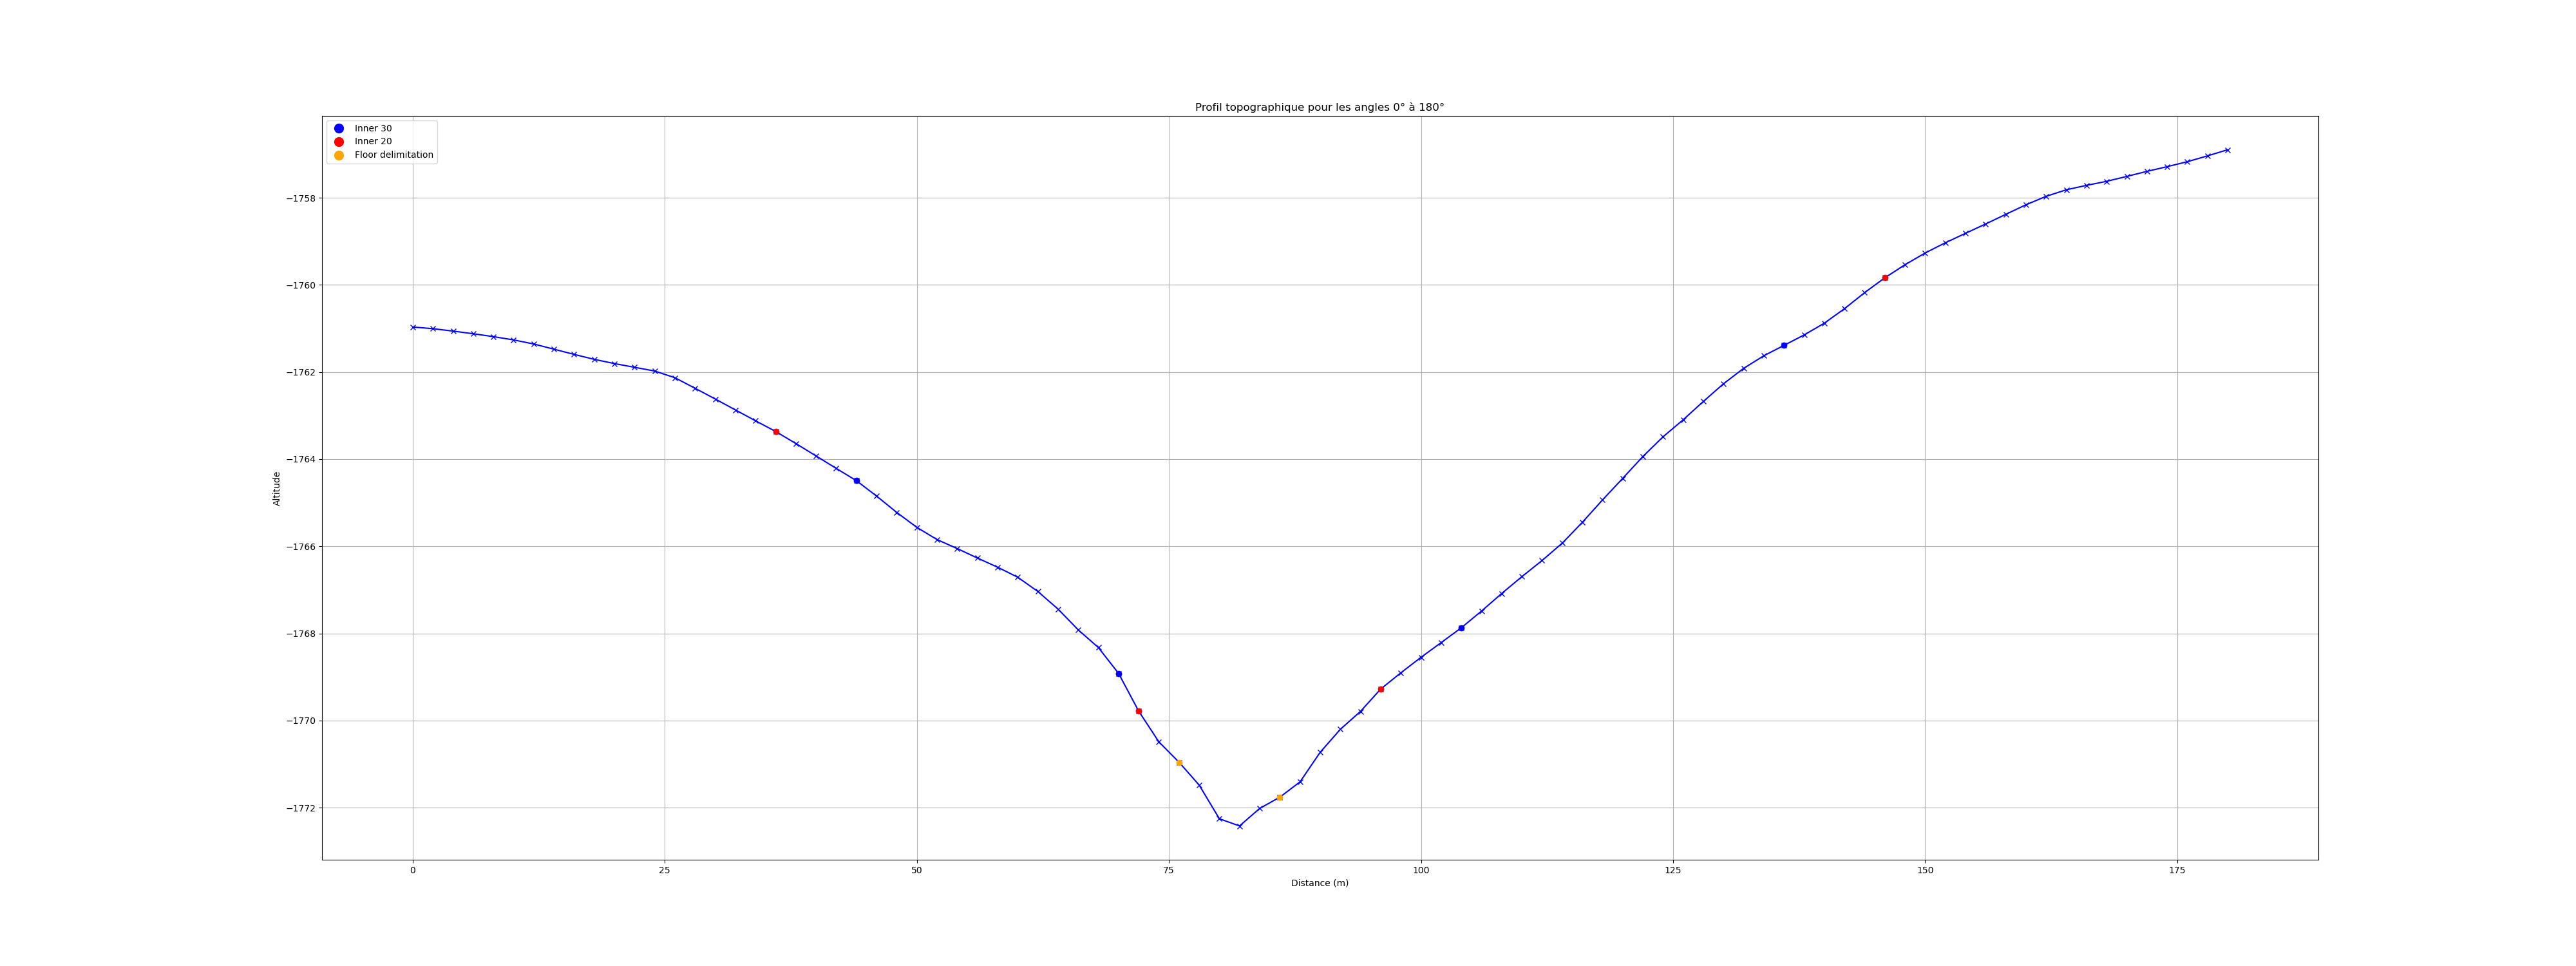 Profil topographique pour les angles 0° à 180°
Inner 30
Inner 20
Floor delimitation
−1758
−1760
−1762
−1764
−1766
−1768
−1770
−1772
Altitude
0 25 50 75 100 125 150 175
Distance (m)